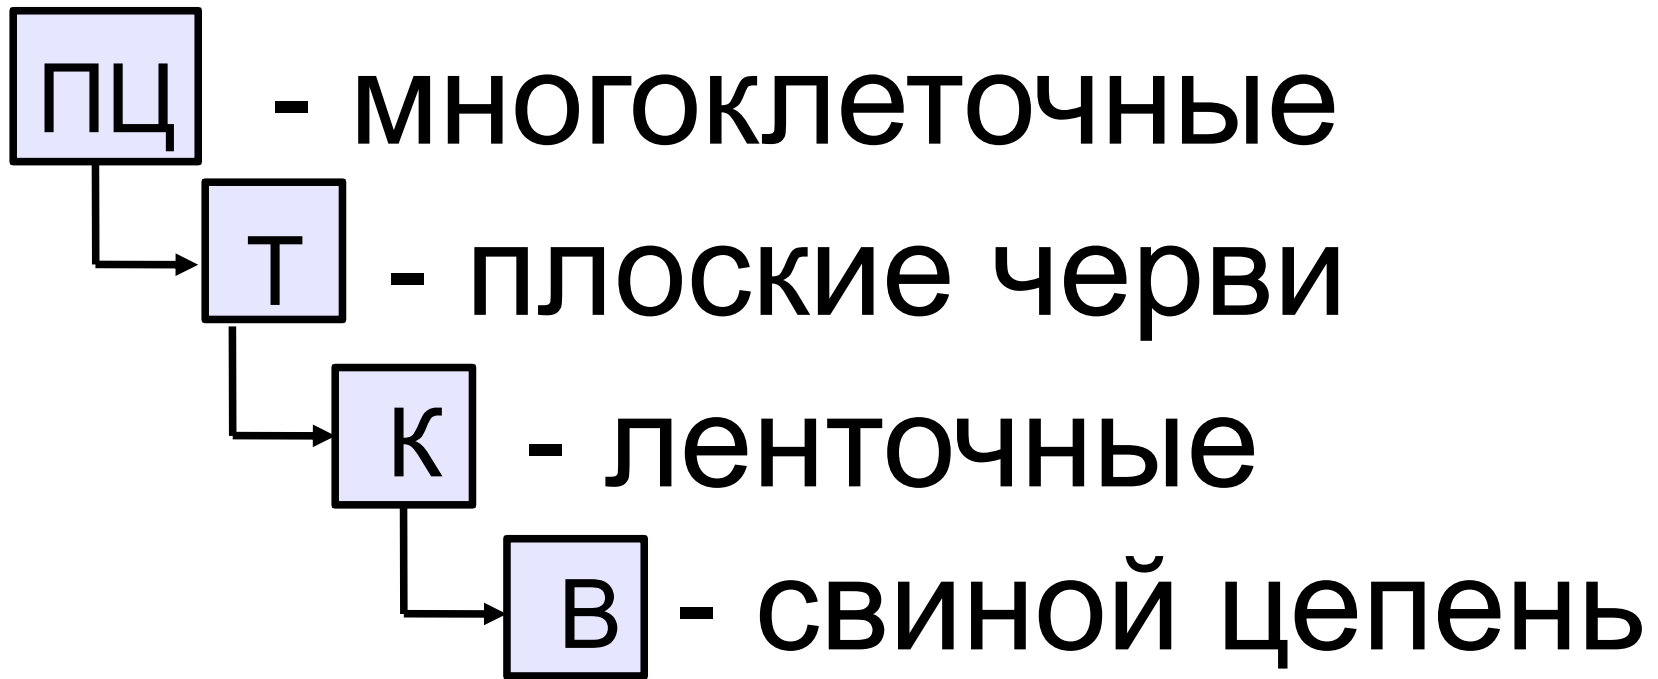 ПЦ - многоклеточные
Т - плоские черви
К - ленточные
В - свиной цепень